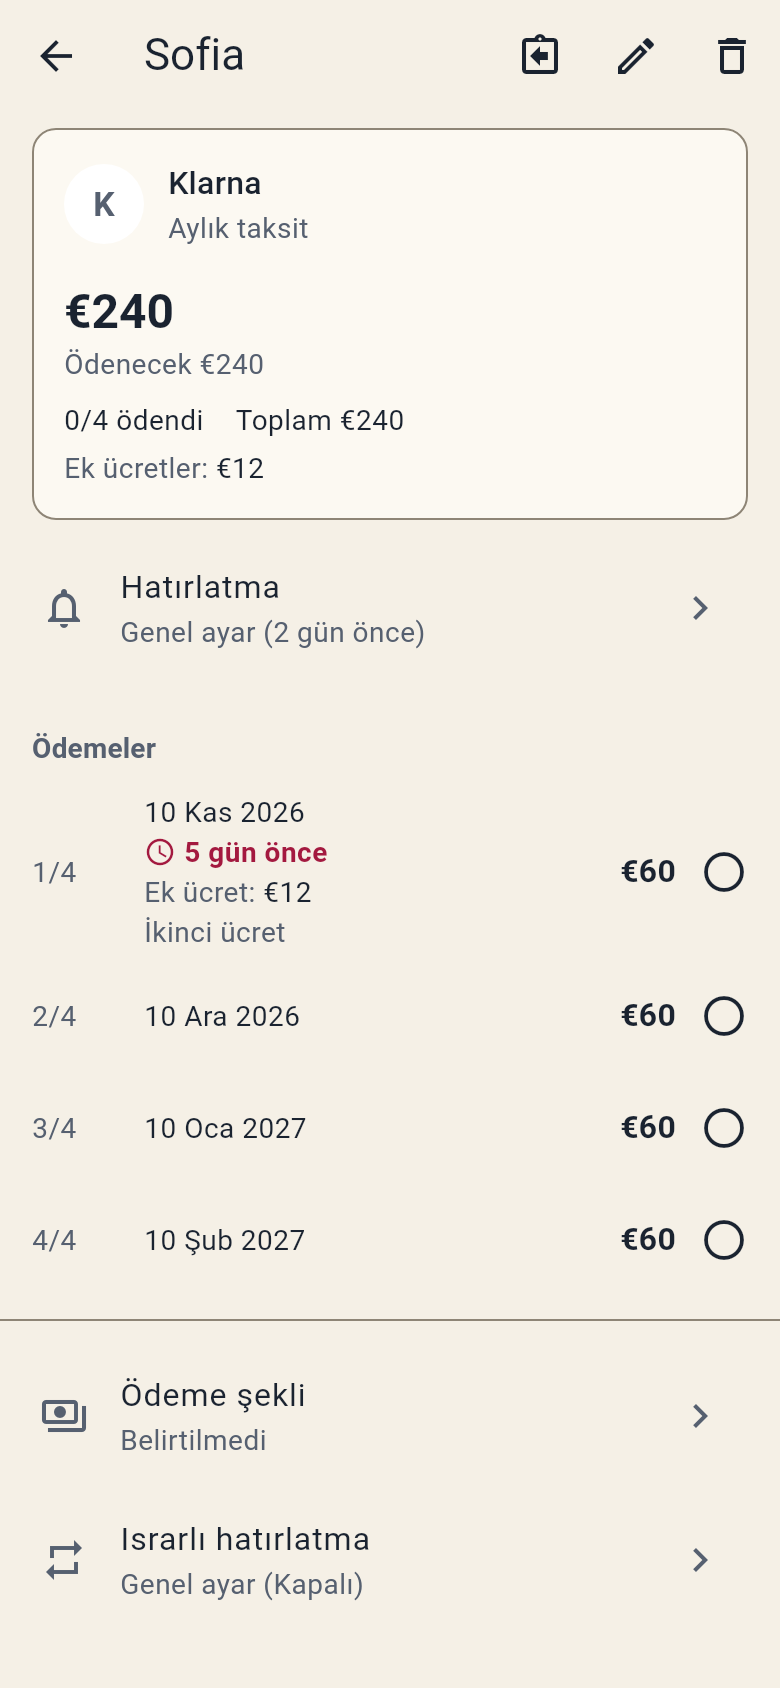 Sofia
K
Klarna
Aylık taksit
€240
Ödenecek €240
0/4 ödendi Toplam €240
Ek ücretler: €12
Hatırlatma
Genel ayar (2 gün önce)
Ödemeler
1/4
10 Kas 2026
5 gün önce
Ek ücret: €12
İkinci ücret
€60
2/4 10 Ara 2026 €60
3/4 10 Oca 2027 €60
4/4 10 Şub 2027 €60
Ödeme şekli
Belirtilmedi
Israrlı hatırlatma
Genel ayar (Kapalı)